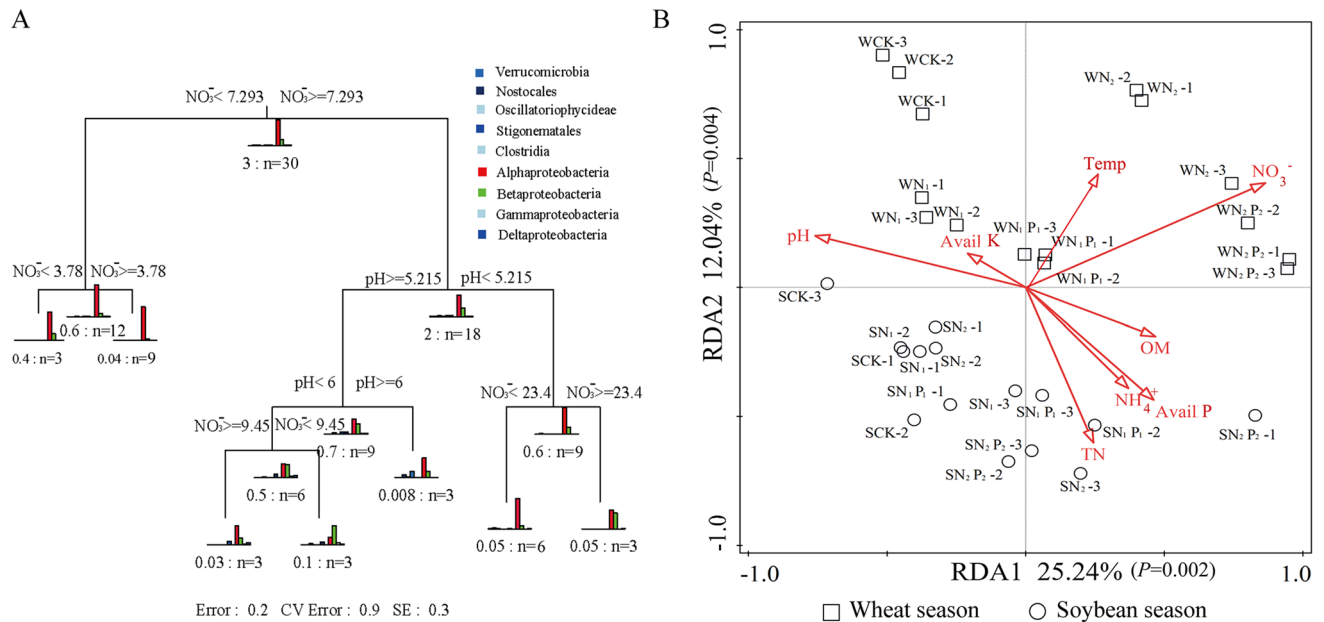 A
NO₃⁻< 7.293 NO₃⁻>=7.293
3 : n=30
Verrucomicrobia
Nostocales
Oscillatoriophycideae
Stigonematales
Clostridia
Alphaproteobacteria
Betaproteobacteria
Gammaproteobacteria
Deltaproteobacteria
NO₃⁻< 3.78 NO₃⁻>=3.78
0.6 : n=12
0.4 : n=3
0.04 : n=9
pH>=5.215 pH< 5.215
2 : n=18
pH< 6 pH>=6
NO₃⁻< 23.4 NO₃⁻>=23.4
NO₃⁻>=9.45 NO₃⁻< 9.45
0.7 : n=9
0.6 : n=9
0.5 : n=6
0.008 : n=3
0.03 : n=3
0.1 : n=3
0.05 : n=6
0.05 : n=3
Error : 0.2 CV Error : 0.9 SE : 0.3
B
1.0
RDA2 12.04% (P=0.004)
-1.0
WCK-3
WCK-2
WCK-1
WN₂ -2
WN₂ -1
Temp
NO₃⁻
WN₂ -3
WN₁ -1
WN₁ -3
WN₁ -2
WN₂ P₂ -2
WN₁ P₁ -3
WN₁ P₁ -1
pH
Avail K
WN₂ P₂ -1
WN₂ P₂ -3
WN₁ P₁ -2
SCK-3
SN₁ -2
SN₂ -1
OM
SCK-1
SN₁ -1
SN₂ -2
SN₁ P₁ -1
SN₁ -3
SN₁ P₁ -3
NH₄⁺
Avail P
SCK-2
SN₁ P₁ -2
SN₂ P₂ -1
SN₂ P₂ -3
TN
SN₂ P₂ -2
SN₂ -3
-1.0
RDA1 25.24% (P=0.002)
1.0
Wheat season
Soybean season